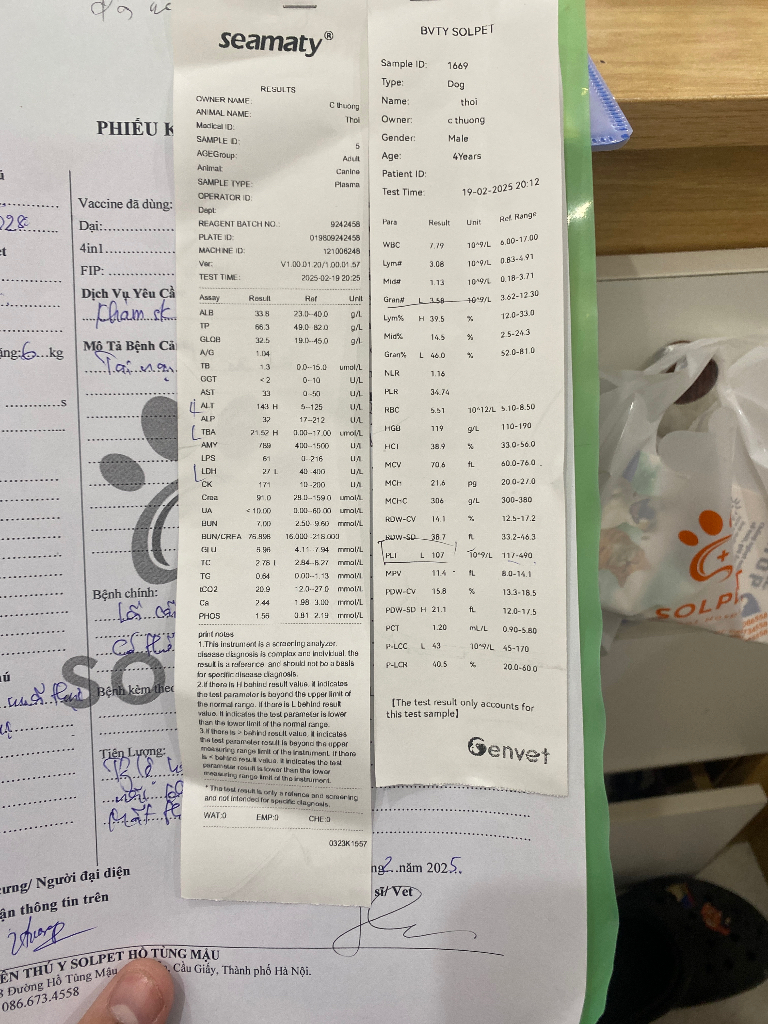 PHIẾU K
028
Vaccine đã dùng:
Dại:
4in1
FIP:
Dịch Vụ Yêu Cầ
Khám sk
6 kg
Mô Tả Bệnh Cả
s
Bệnh chính:
Bệnh kèm theo
Tiên Lượng:
SO
ưng/ Người đại diện
ận thông tin trên
2 năm 2025.
sĩ/ Vet
ỆN THÚ Y SOLPET HỒ TÙNG MẬU
Đường Hồ Tùng Mậu
Cầu Giấy, Thành phố Hà Nội.
086.673.4558
seamaty®
RESULTS
OWNER NAME: C thuong
ANIMAL NAME: Thoi
Medical ID:
SAMPLE ID: 5
AGEGroup: Adult
Animal: Canine
SAMPLE TYPE: Plasma
OPERATOR ID:
Dept:
REAGENT BATCH NO.: 9242458
PLATE ID: 019609242458
MACHINE ID: 121006248
Ver: V1.00.01.20/1.00.01.57
TEST TIME: 2025-02-19 20:25
Assay Result Ref Unit
ALB 33.8 23.0-40.0 g/L
TP 66.3 49.0-82.0 g/L
GLOB 32.5 19.0-45.0 g/L
A/G 1.04
TB 1.3 0.0-15.0 umol/L
GGT <2 0-10 U/L
AST 33 0-50 U/L
ALT 143 H 5-125 U/L
ALP 32 17-212 U/L
TBA 21.52 H 0.00-17.00 umol/L
AMY 789 400-1500 U/L
LPS 61 0-216 U/L
LDH 27 L 40-400 U/L
CK 171 10-200 U/L
Crea 91.0 28.0-159.0 umol/L
UA <10.00 0.00-60.00 umol/L
BUN 7.00 2.50-9.60 mmol/L
BUN/CREA 76.898 16.000-218.000
GLU 5.96 4.11-7.94 mmol/L
TC 2.78 L 2.84-8.27 mmol/L
TG 0.64 0.00-1.13 mmol/L
tCO2 20.9 12.0-27.0 mmol/L
Ca 2.44 1.98-3.00 mmol/L
PHOS 1.56 0.81-2.19 mmol/L
print notes
1.This instrument is a screening analyzer,
disease diagnosis is complex and individual, the
result is a reference, and should not be a basis
for specific disease diagnosis.
2.If there is H behind result value, it indicates
the test parameter is beyond the upper limit of
the normal range. If there is L behind result
value, It indicates the test parameter is lower
than the lower limit of the normal range.
3.If there is > behind result value, it indicates
the test parameter result is beyond the upper
measuring range limit of the instrument. If there
is < behind result value, it indicates the test
parameter result is lower than the lower
measuring range limit of the instrument.
* The test result is only a refence and screening
and not intended for specific diagnosis.
WAT:0 EMP:0 CHE:0
0323K1557
BVTY SOLPET
Sample ID: 1669
Type: Dog
Name: thoi
Owner: c thuong
Gender: Male
Age: 4Years
Patient ID:
Test Time: 19-02-2025 20:12
Para Result Unit Ref. Range
WBC 7.79 10^9/L 6.00-17.00
Lym# 3.08 10^9/L 0.83-4.91
Mid# 1.13 10^9/L 0.18-3.71
Gran# L 3.58 10^9/L 3.62-12.30
Lym% H 39.5 % 12.0-33.0
Mid% 14.5 % 2.5-24.3
Gran% L 46.0 % 52.0-81.0
NLR 1.16
PLR 34.74
RBC 5.51 10^12/L 5.10-8.50
HGB 119 g/L 110-190
HCT 38.9 % 33.0-56.0
MCV 70.6 fL 60.0-76.0
MCH 21.6 pg 20.0-27.0
MCHC 306 g/L 300-380
RDW-CV 14.1 % 12.5-17.2
RDW-SD 38.7 fL 33.2-46.3
PLT L 107 10^9/L 117-490
MPV 11.4 fL 8.0-14.1
PDW-CV 15.8 % 13.3-18.5
PDW-SD H 21.1 fL 12.0-17.5
PCT 1.20 mL/L 0.90-5.80
P-LCC L 43 10^9/L 45-170
P-LCR 40.5 % 20.0-60.0
【The test result only accounts for
this test sample】
Genvet
SOLP